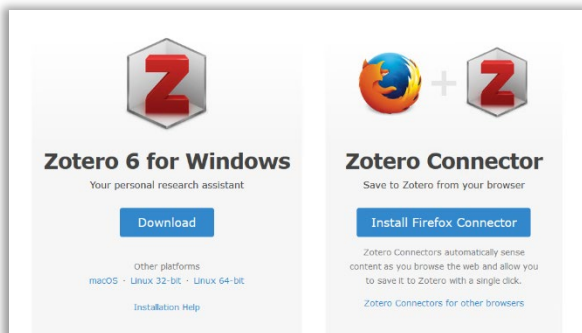 Z
+ Z
Zotero 6 for Windows
Your personal research assistant
Download
Other platforms
macOS · Linux 32-bit · Linux 64-bit
Installation Help
Zotero Connector
Save to Zotero from your browser
Install Firefox Connector
Zotero Connectors automatically sense
content as you browse the web and allow you
to save it to Zotero with a single click.
Zotero Connectors for other browsers